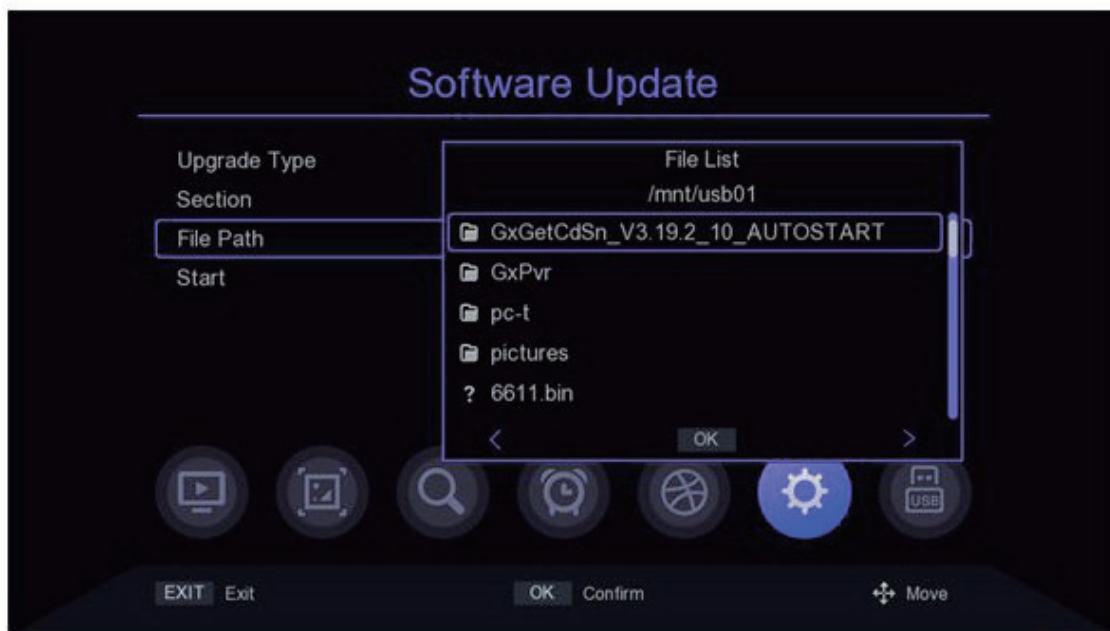 Software Update
Upgrade Type
Section
File Path
Start
File List
/mnt/usb01
GxGetCdSn_V3.19.2_10_AUTOSTART
GxPvr
pc-t
pictures
? 6611.bin
< OK >
USB
EXIT Exit
OK Confirm
Move